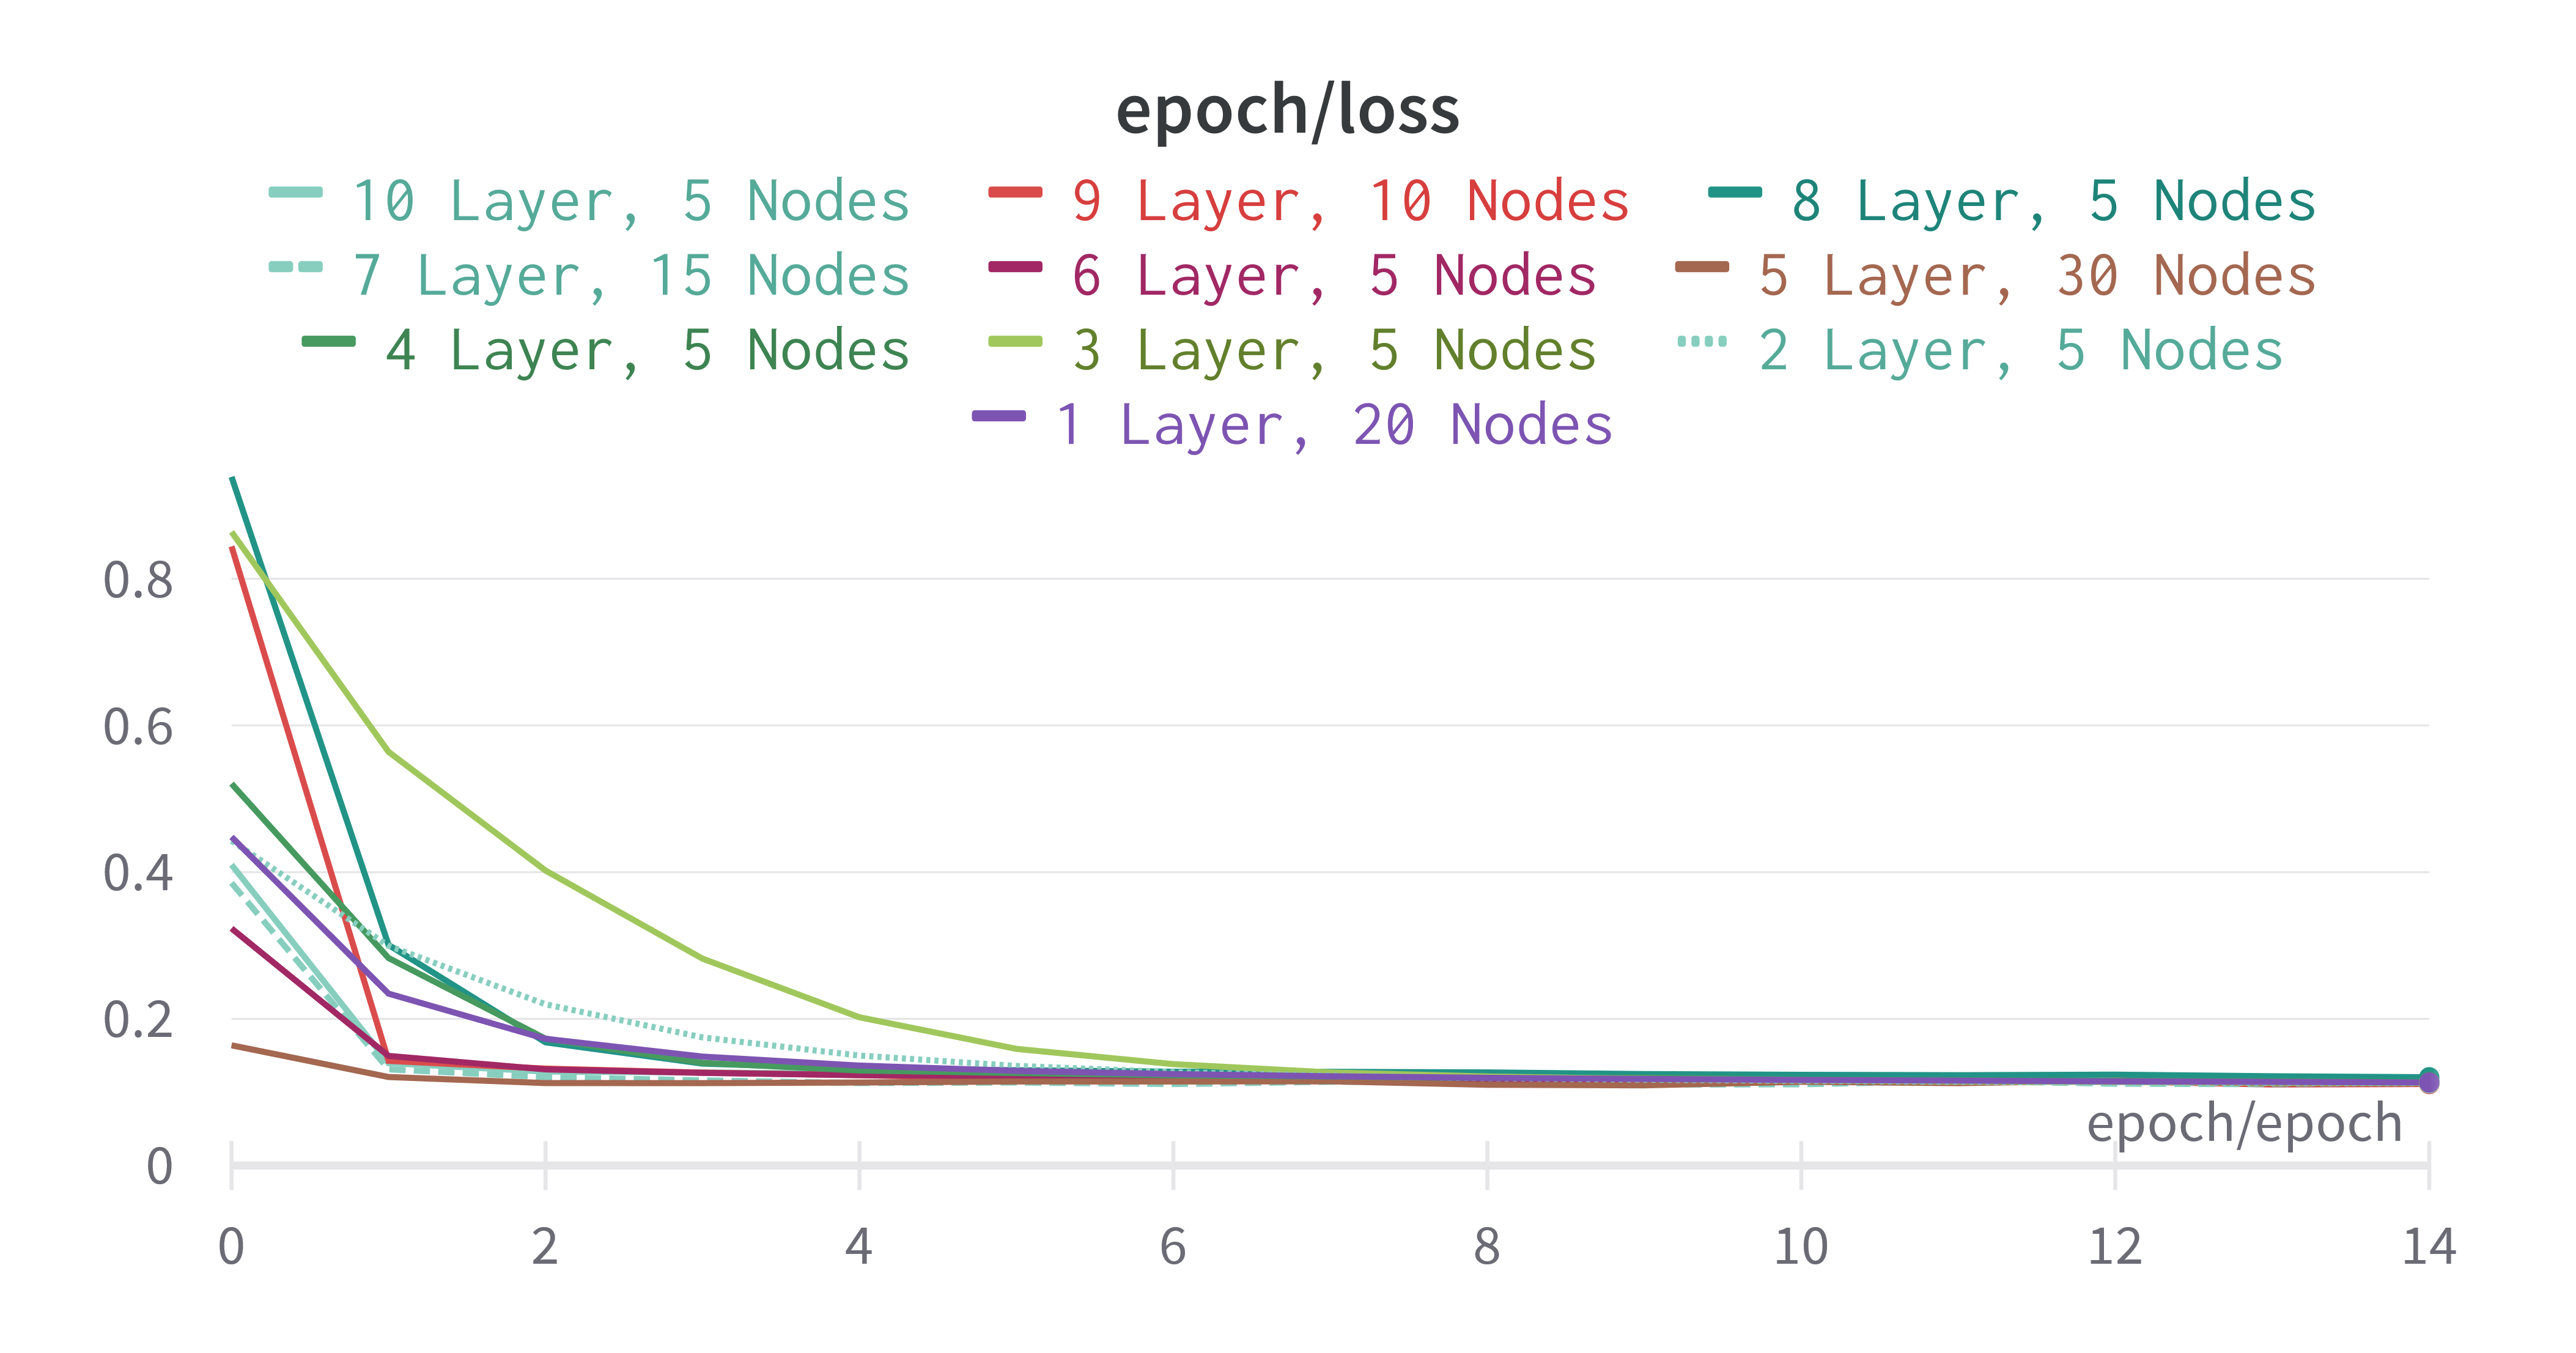 epoch/loss
10 Layer, 5 Nodes 9 Layer, 10 Nodes 8 Layer, 5 Nodes
7 Layer, 15 Nodes 6 Layer, 5 Nodes 5 Layer, 30 Nodes
4 Layer, 5 Nodes 3 Layer, 5 Nodes 2 Layer, 5 Nodes
1 Layer, 20 Nodes
0.8
0.6
0.4
0.2
epoch/epoch
0
0 2 4 6 8 10 12 14